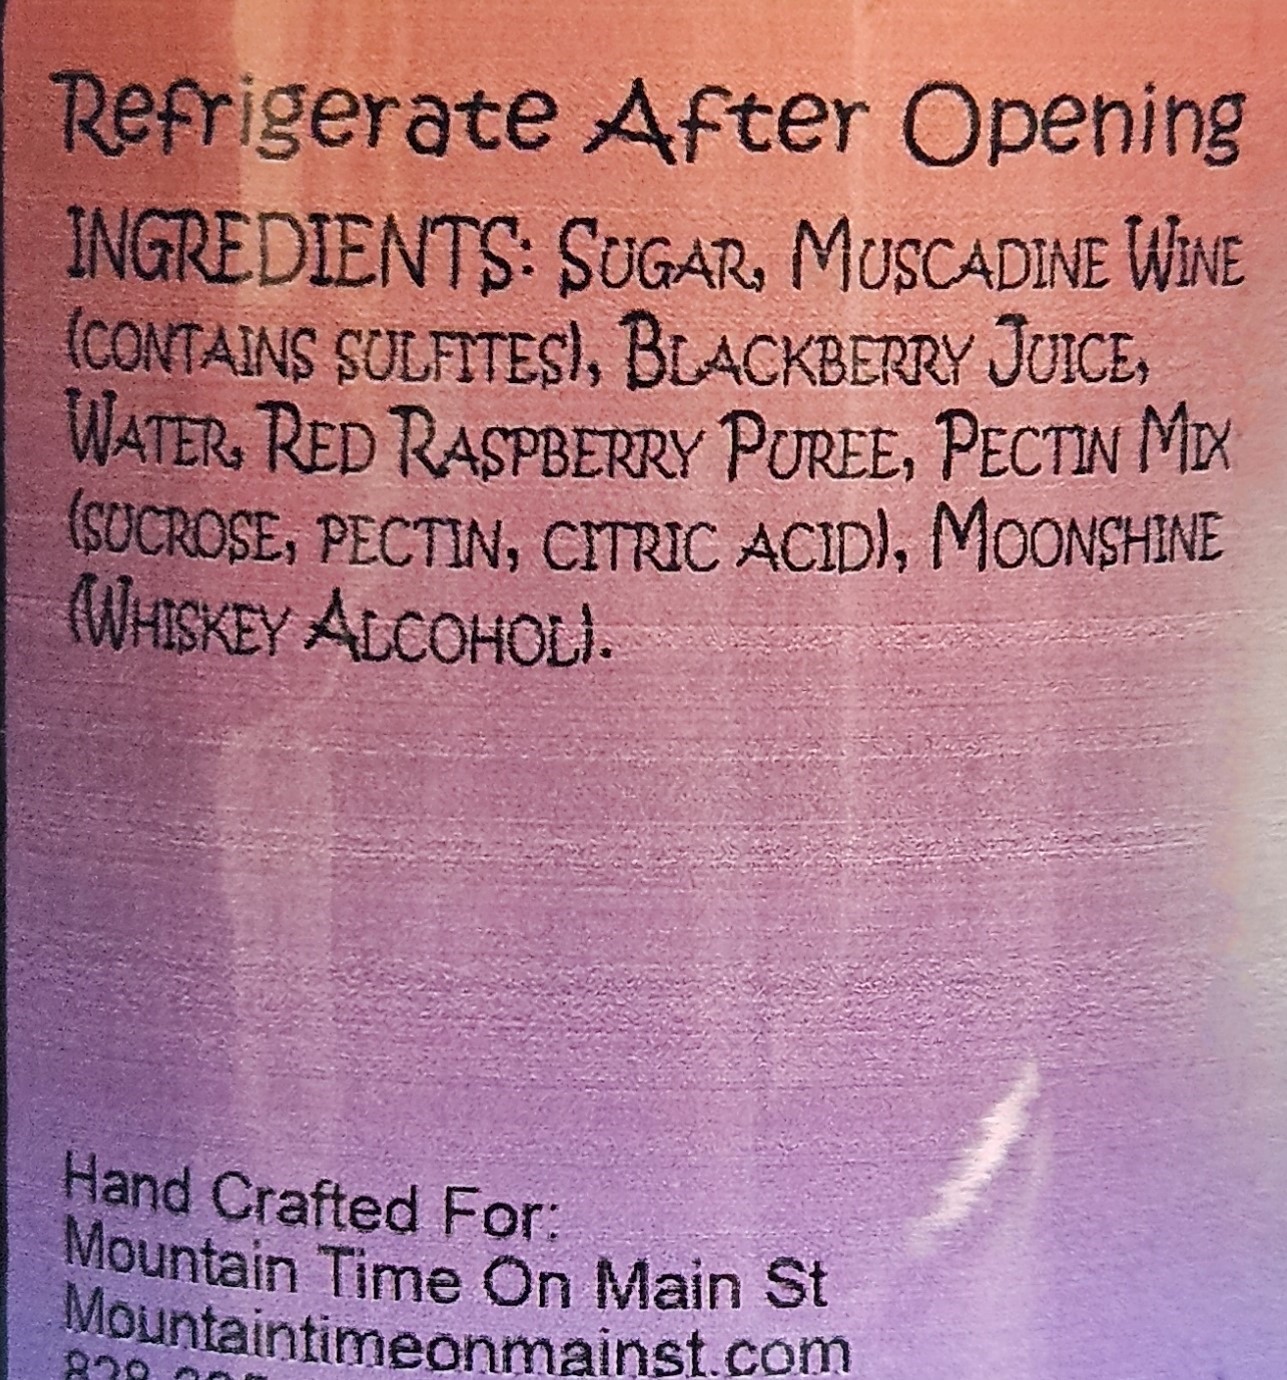 Refrigerate After Opening
INGREDIENTS: SUGAR, MUSCADINE WINE
(CONTAINS SULFITES), BLACKBERRY JUICE,
WATER, RED RASPBERRY PUREE, PECTIN MIX
(SUCROSE, PECTIN, CITRIC ACID), MOONSHINE
(WHISKEY ALCOHOL).
Hand Crafted For:
Mountain Time On Main St
Mountaintimeonmainst.com
828